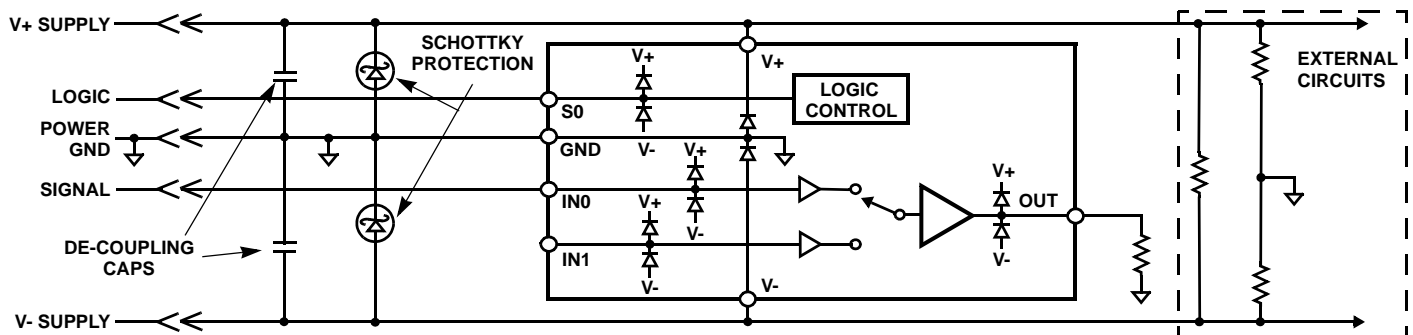 V+ SUPPLY
LOGIC
POWER
GND
SIGNAL
DE-COUPLING
CAPS
V- SUPPLY
SCHOTTKY
PROTECTION
V+
V+
S0
V-
LOGIC
CONTROL
GND
V+
IN0
V-
V+
IN1
V-
V+
OUT
V-
V-
EXTERNAL
CIRCUITS